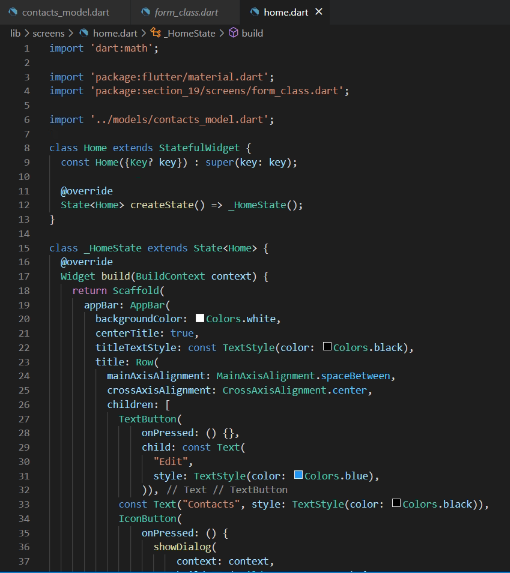 contacts_model.dart form_class.dart home.dart ×
lib > screens > home.dart > _HomeState > build
1 import 'dart:math';
2
3 import 'package:flutter/material.dart';
4 import 'package:section_19/screens/form_class.dart';
5
6 import '../models/contacts_model.dart';
7
8 class Home extends StatefulWidget {
9 const Home({Key? key}) : super(key: key);
10
11 @override
12 State<Home> createState() => _HomeState();
13 }
14
15 class _HomeState extends State<Home> {
16 @override
17 Widget build(BuildContext context) {
18 return Scaffold(
19 appBar: AppBar(
20 backgroundColor: Colors.white,
21 centerTitle: true,
22 titleTextStyle: const TextStyle(color: Colors.black),
23 title: Row(
24 mainAxisAlignment: MainAxisAlignment.spaceBetween,
25 crossAxisAlignment: CrossAxisAlignment.center,
26 children: [
27 TextButton(
28 onPressed: () {},
29 child: const Text(
30 "Edit",
31 style: TextStyle(color: Colors.blue),
32 )), // Text // TextButton
33 const Text("Contacts", style: TextStyle(color: Colors.black)),
34 IconButton(
35 onPressed: () {
36 showDialog(
37 context: context,